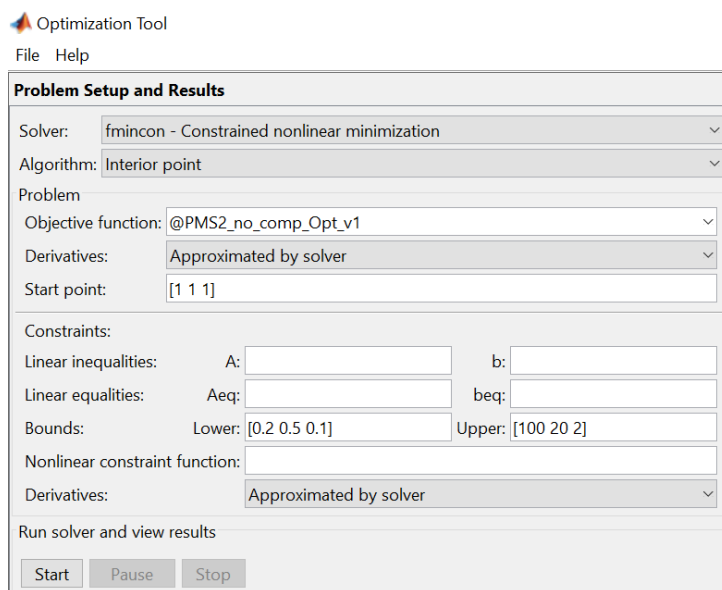 Optimization Tool
File Help
Problem Setup and Results
Solver: fmincon - Constrained nonlinear minimization
Algorithm: Interior point
Problem
Objective function: @PMS2_no_comp_Opt_v1
Derivatives: Approximated by solver
Start point: [1 1 1]
Constraints:
Linear inequalities: A: b:
Linear equalities: Aeq: beq:
Bounds: Lower: [0.2 0.5 0.1] Upper: [100 20 2]
Nonlinear constraint function:
Derivatives: Approximated by solver
Run solver and view results
Start Pause Stop